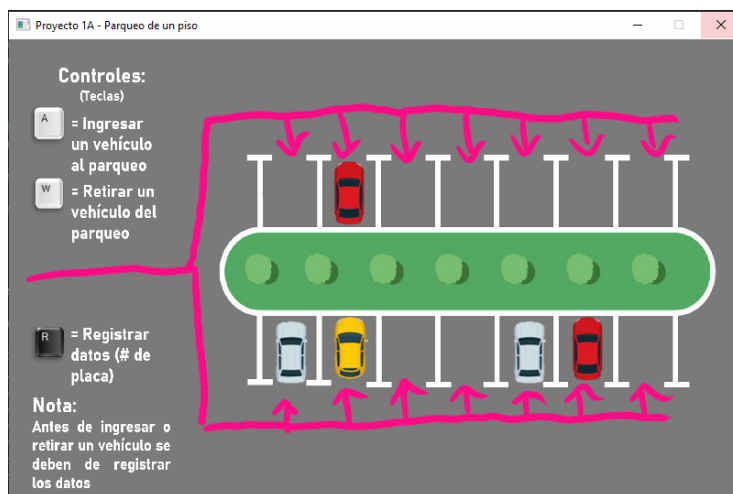 Proyecto 1A - Parqueo de un piso
Controles:
(Teclas)
A
= Ingresar
un vehículo
al parqueo
W
= Retirar un
vehículo del
parqueo
R
= Registrar
datos (# de
placa)
Nota:
Antes de ingresar o
retirar un vehículo se
deben de registrar
los datos